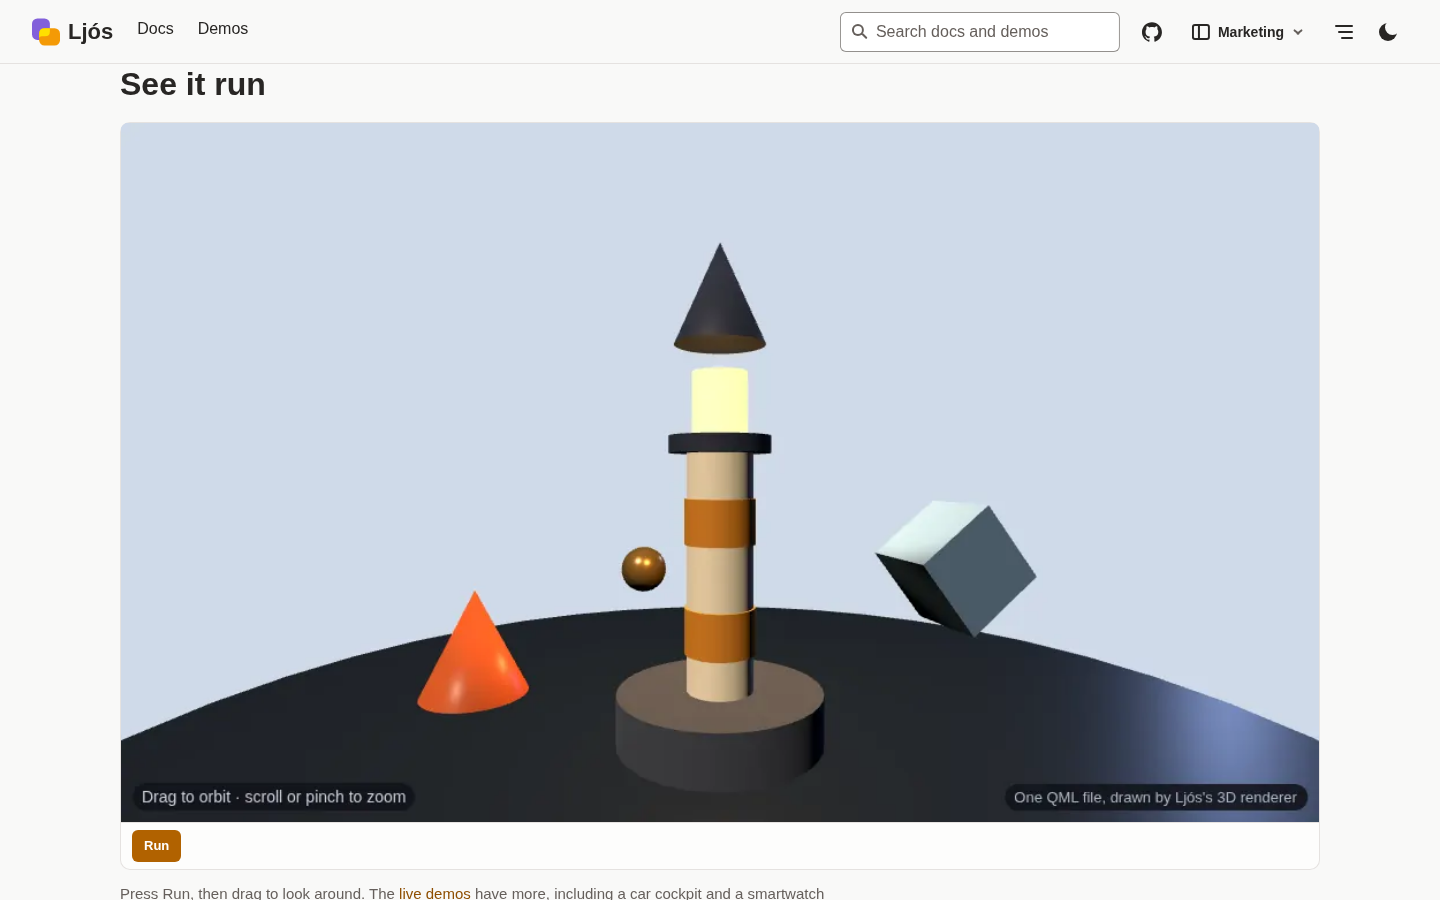 Ljós
Docs
Demos
Search docs and demos
Marketing
See it run
Drag to orbit · scroll or pinch to zoom
One QML file, drawn by Ljós's 3D renderer
Run
Press Run, then drag to look around. The live demos have more, including a car cockpit and a smartwatch